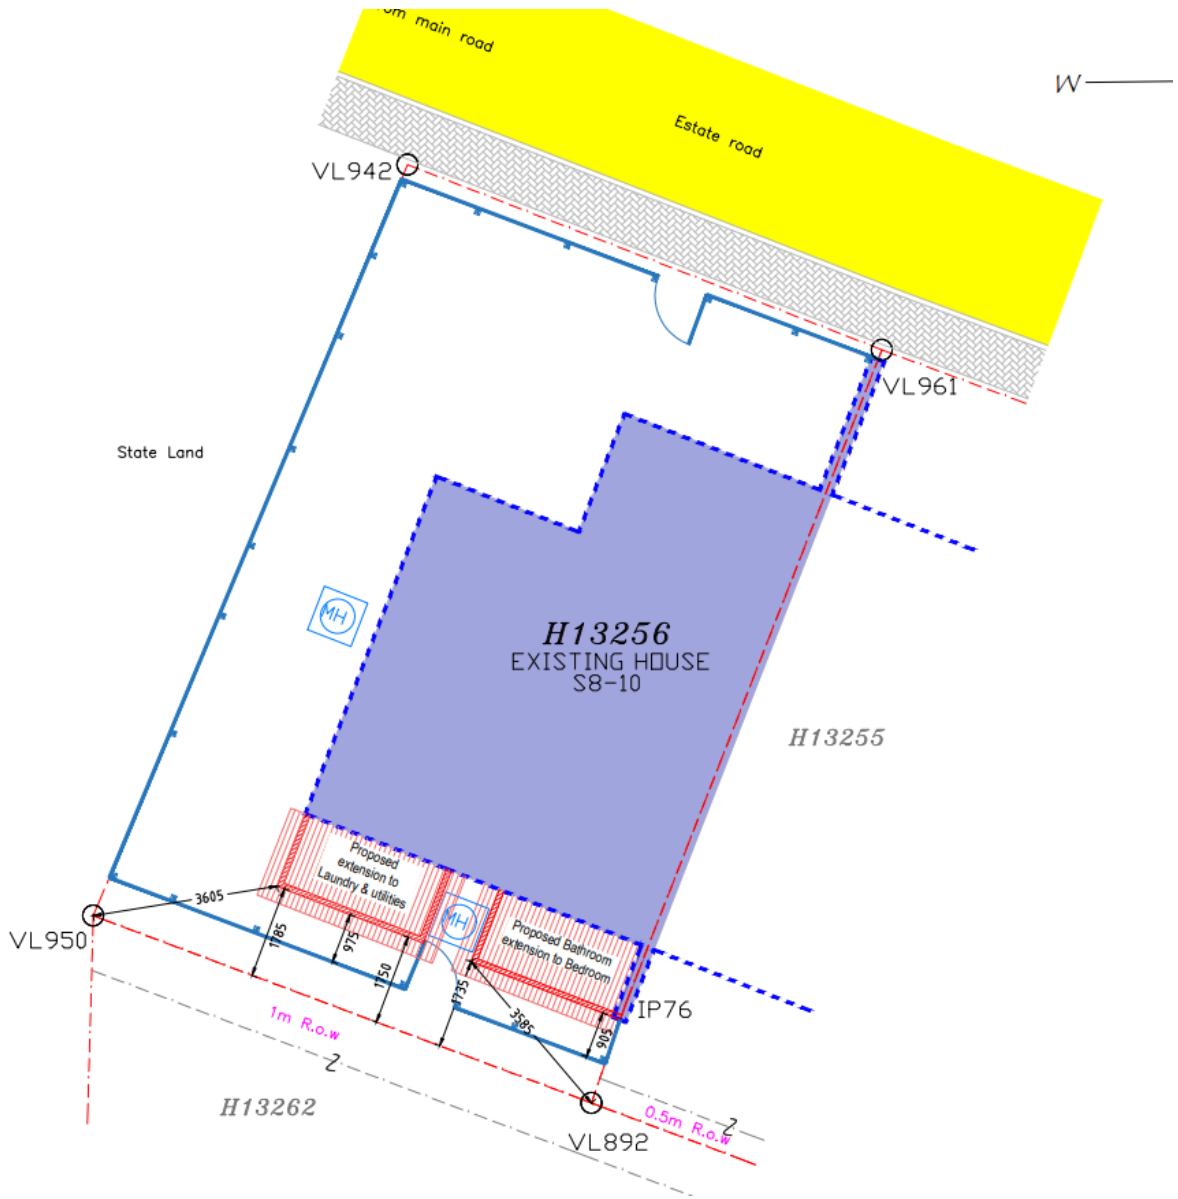 om main road
W
Estate road
VL942
VL961
State Land
MH
H13256
EXISTING HOUSE
S8-10
H13255
Proposed
extension to
Laundry & utilities
3605
MH
Proposed Bathroom
extension to Bedroom
VL950
1785
975
1750
1735
3585
IP76
905
1m R.o.w
Z
H13262
0.5m R.o.w
Z
VL892